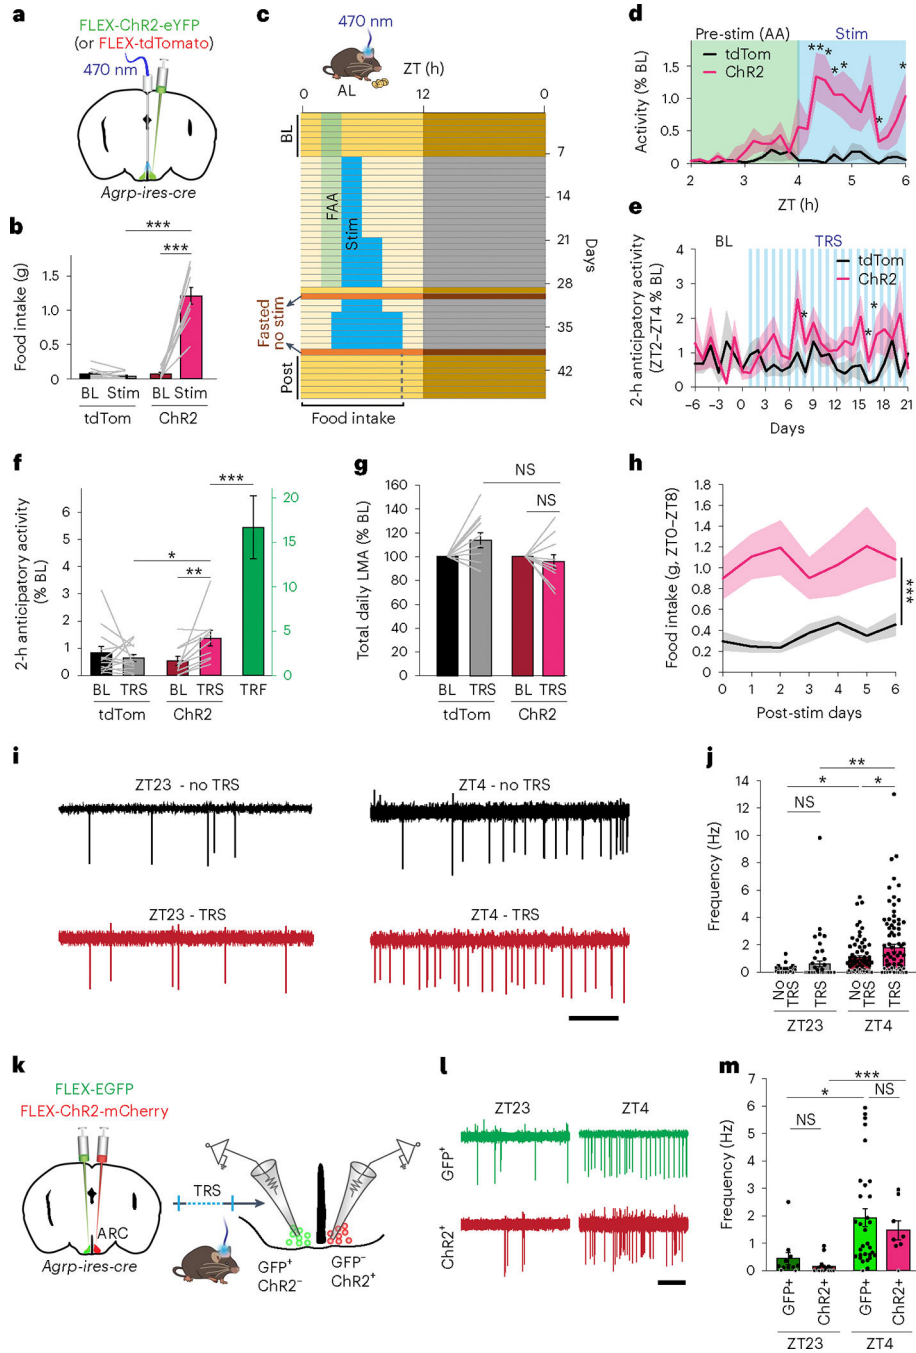 a
FLEX-ChR2-eYFP
(or FLEX-tdTomato)
470 nm
Agrp-ires-cre
b
***
***
Food intake (g)
1.5
1.0
0.5
0
BL Stim BL Stim
tdTom ChR2
c
470 nm
AL
ZT (h)
0 12 0
BL
FAA
Stim
Fasted
no stim
Post
7
14
21
28
35
42
Days
Food intake
d
Pre-stim (AA) Stim
tdTom
ChR2
** * * * * *
Activity (% BL)
1.5
1.0
0.5
0
2 3 4 5 6
ZT (h)
e
BL TRS
tdTom
ChR2
* * *
2-h anticipatory activity
(ZT2–ZT4 % BL)
4
3
2
1
0
−6 −3 0 3 6 9 12 15 18 21
Days
f
***
*
**
2-h anticipatory activity
(% BL)
6
5
4
3
2
1
0
20
15
10
5
0
BL TRS BL TRS TRF
tdTom ChR2
g
NS
NS
Total daily LMA (% BL)
160
140
120
100
80
60
40
20
0
BL TRS BL TRS
tdTom ChR2
h
Food intake (g, ZT0–ZT8)
1.8
1.6
1.4
1.2
1.0
0.8
0.6
0.4
0.2
0
***
0 1 2 3 4 5 6
Post-stim days
i
ZT23 - no TRS ZT4 - no TRS
ZT23 - TRS ZT4 - TRS
j
**
* *
NS
Frequency (Hz)
14
12
10
8
6
4
2
0
No TRS TRS No TRS TRS
ZT23 ZT4
k
FLEX-EGFP
FLEX-ChR2-mCherry
ARC
Agrp-ires-cre
TRS
GFP+ GFP−
ChR2− ChR2+
l
ZT23 ZT4
GFP+
ChR2+
m
***
* NS
NS
Frequency (Hz)
7
6
5
4
3
2
1
0
GFP+ ChR2+ GFP+ ChR2+
ZT23 ZT4